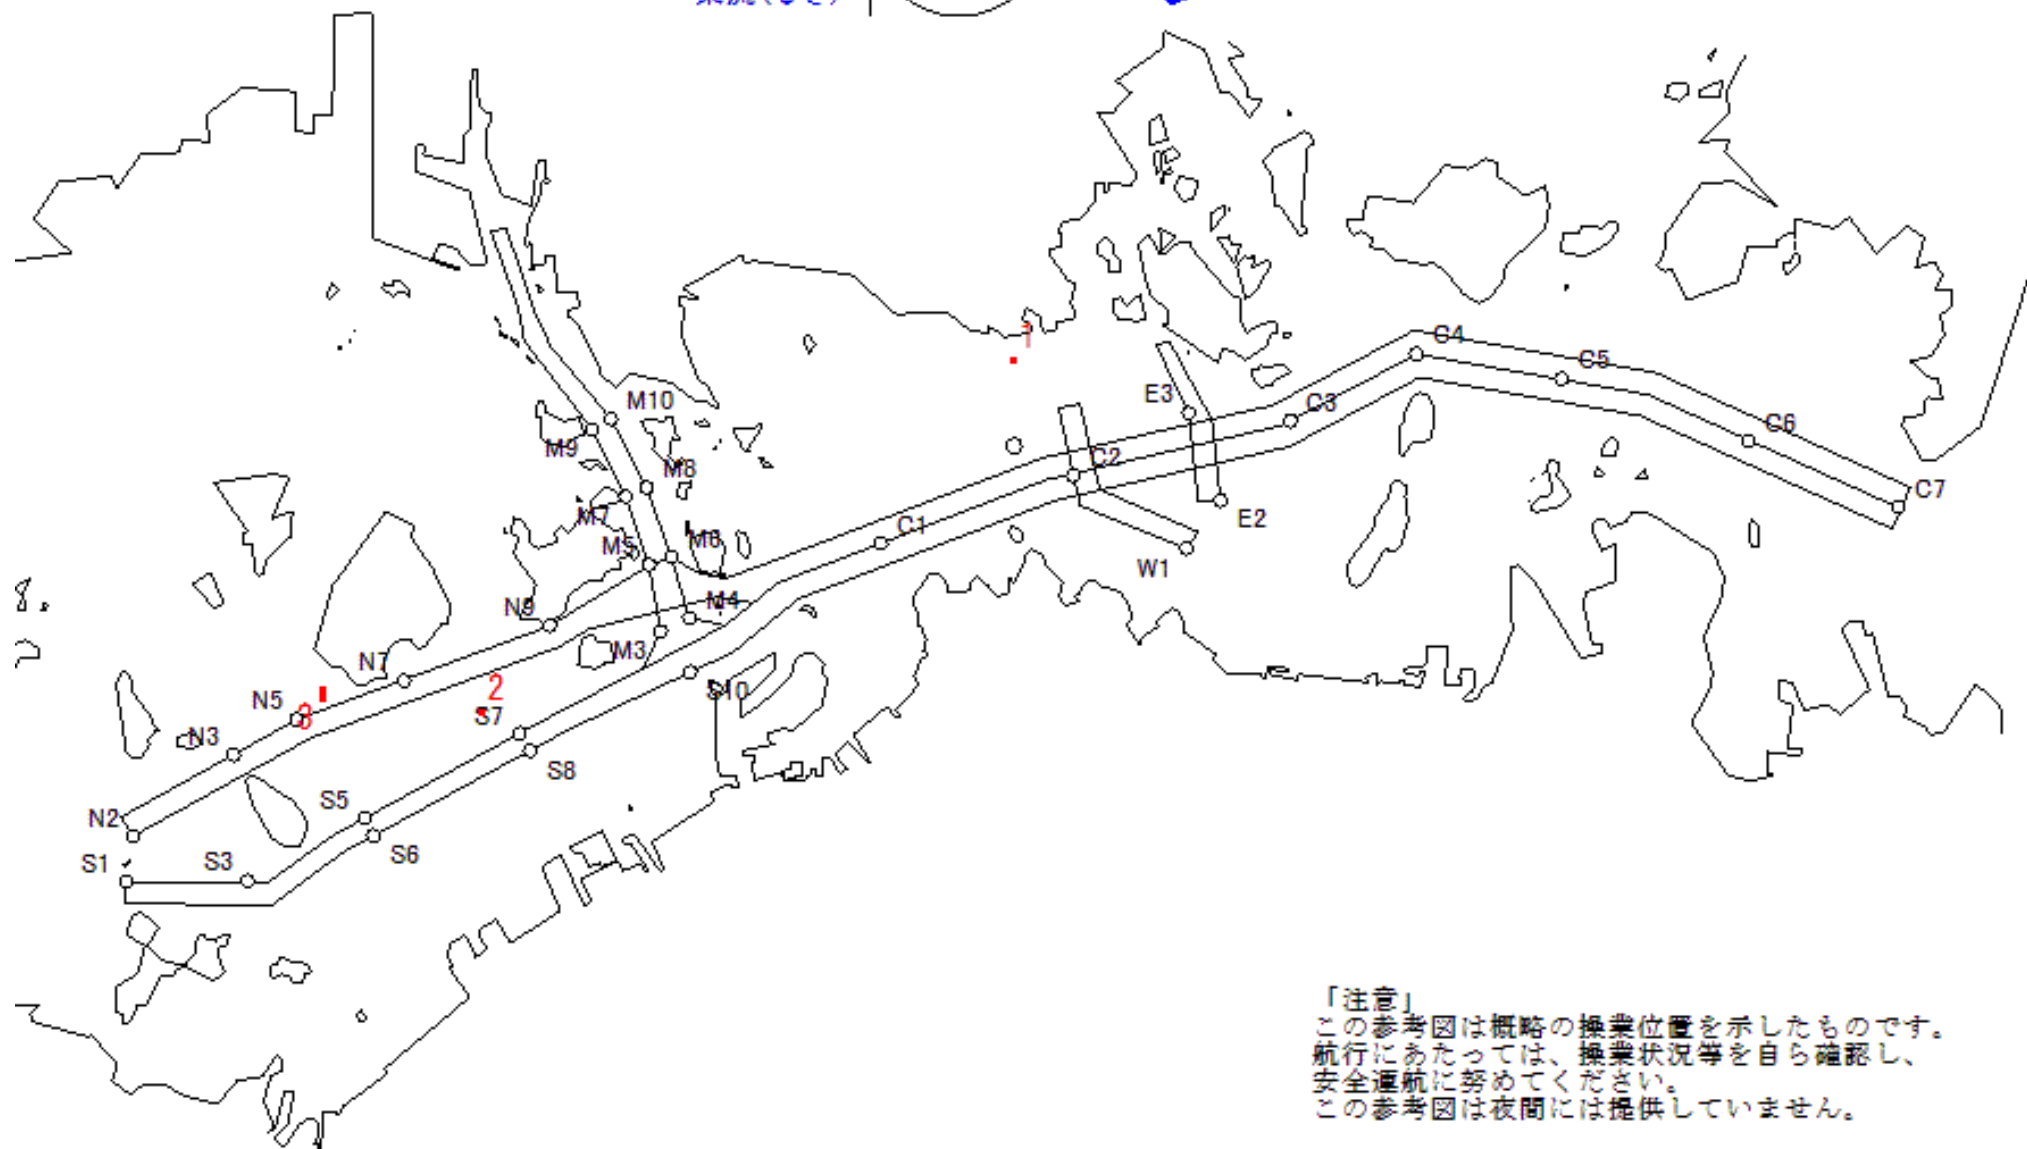 1
C4
C5
E3
M10
C3
C6
M9
C2
M8
C7
M7
C1
E2
M5
M6
W1
N9
M4
M3
N7
2
S10
N5
3
S7
N3
S8
S5
N2
S6
S1
S3
「注意」
この参考図は概略の操業位置を示したものです。
航行にあたっては、操業状況等を自ら確認し、
安全運航に努めてください。
この参考図は夜間には提供していません。